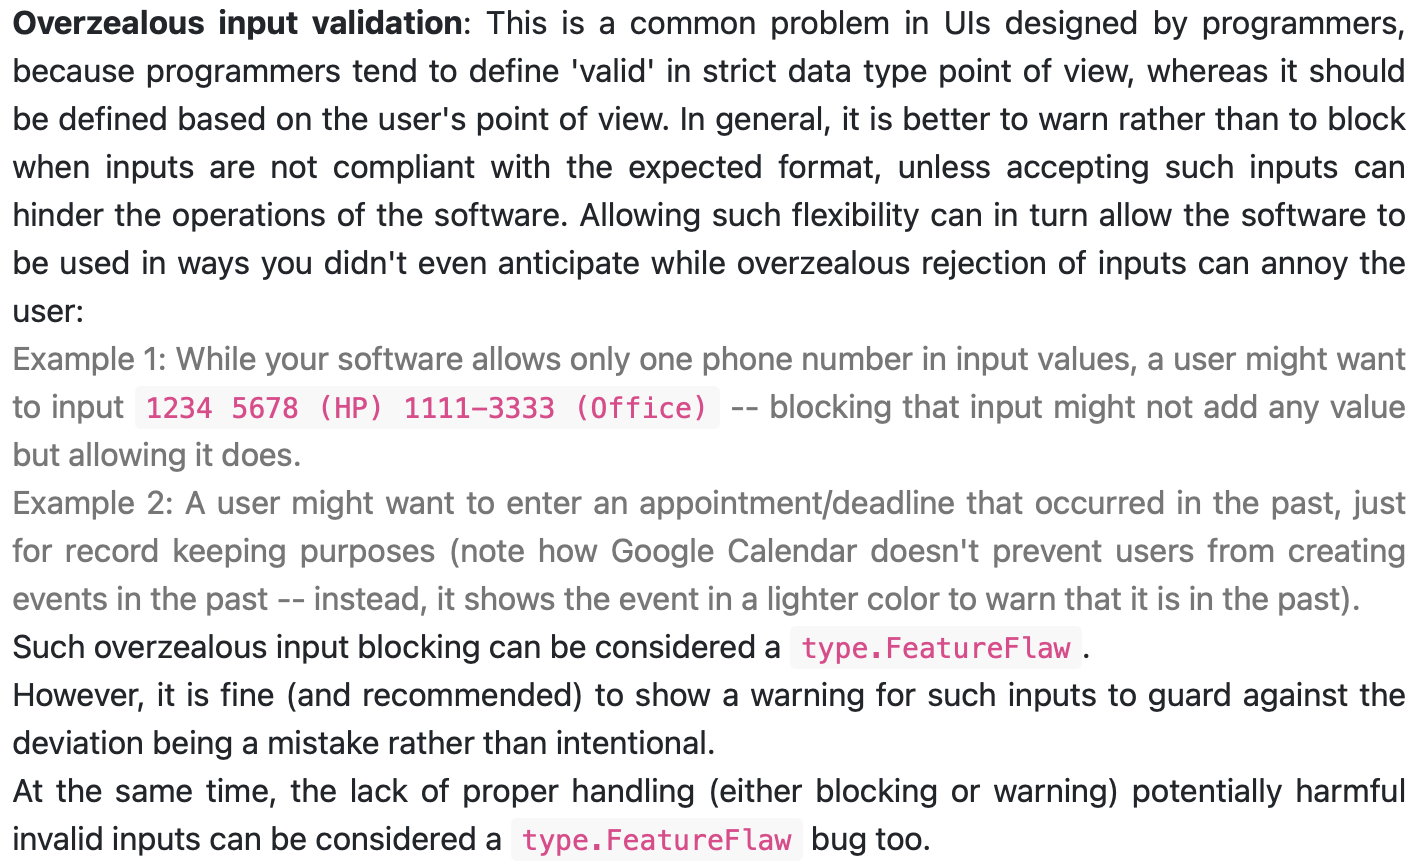 Overzealous input validation: This is a common problem in UIs designed by programmers,
because programmers tend to define 'valid' in strict data type point of view, whereas it should
be defined based on the user's point of view. In general, it is better to warn rather than to block
when inputs are not compliant with the expected format, unless accepting such inputs can
hinder the operations of the software. Allowing such flexibility can in turn allow the software to
be used in ways you didn't even anticipate while overzealous rejection of inputs can annoy the
user:
Example 1: While your software allows only one phone number in input values, a user might want
to input 1234 5678 (HP) 1111-3333 (Office) -- blocking that input might not add any value
but allowing it does.
Example 2: A user might want to enter an appointment/deadline that occurred in the past, just
for record keeping purposes (note how Google Calendar doesn't prevent users from creating
events in the past -- instead, it shows the event in a lighter color to warn that it is in the past).
Such overzealous input blocking can be considered a type.FeatureFlaw.
However, it is fine (and recommended) to show a warning for such inputs to guard against the
deviation being a mistake rather than intentional.
At the same time, the lack of proper handling (either blocking or warning) potentially harmful
invalid inputs can be considered a type.FeatureFlaw bug too.